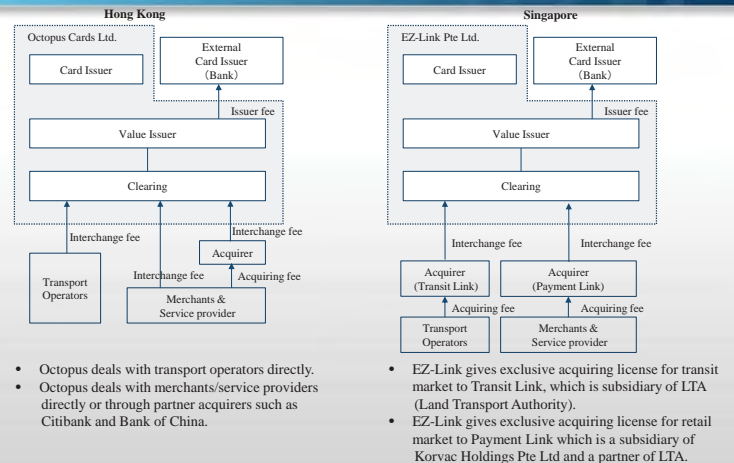 Hong Kong
Octopus Cards Ltd.
Card Issuer
External
Card Issuer
（Bank）
Issuer fee
Value Issuer
Clearing
Interchange fee
Interchange fee
Interchange fee
Acquirer
Acquiring fee
Transport
Operators
Merchants &
Service provider
• Octopus deals with transport operators directly.
• Octopus deals with merchants/service providers
directly or through partner acquirers such as
Citibank and Bank of China.
Singapore
EZ-Link Pte Ltd.
Card Issuer
External
Card Issuer
（Bank）
Issuer fee
Value Issuer
Clearing
Interchange fee
Interchange fee
Acquirer
(Transit Link)
Acquirer
(Payment Link)
Acquiring fee
Acquiring fee
Transport
Operators
Merchants &
Service provider
• EZ-Link gives exclusive acquiring license for transit
market to Transit Link, which is subsidiary of LTA
(Land Transport Authority).
• EZ-Link gives exclusive acquiring license for retail
market to Payment Link which is a subsidiary of
Korvac Holdings Pte Ltd and a partner of LTA.